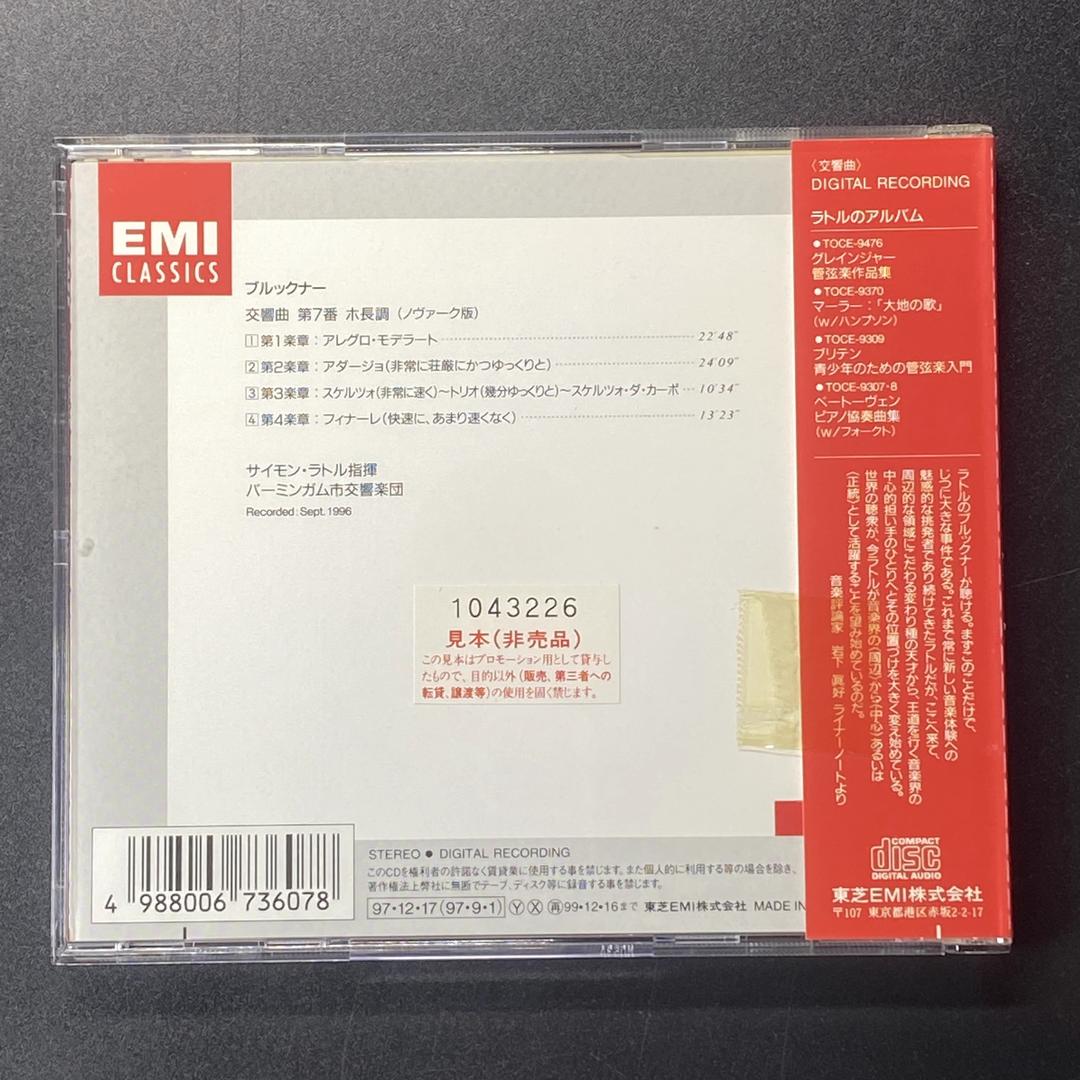 EMI
CLASSICS
ブルックナー
交響曲 第7番 ホ長調 (ノヴァーク版)
1 第1楽章：アレグロ・モデラート 22'48"
2 第2楽章：アダージョ(非常に荘厳にかつゆっくりと) 24'09"
3 第3楽章：スケルツォ(非常に速く)〜トリオ(幾分ゆっくりと)〜スケルツォ・ダ・カーポ 10'34"
4 第4楽章：フィナーレ(快速に、あまり速くなく) 13'23"
サイモン・ラトル指揮
バーミンガム市交響楽団
Recorded：Sept. 1996
1043226
見本(非売品)
この見本はプロモーション用として貸与し
たもので、目的以外(販売、第三者への
転貸、譲渡等)の使用を固く禁じます。
4 988006 736078
STEREO ● DIGITAL RECORDING
このCDを権利者の許諾なく賃貸業に使用する事を禁じます。また個人的に利用する等の場合を除き、
著作権法上弊社に無断でテープ、ディスク等に録音する事を禁じます。
97・12・17(97・9・1) Ⓨ Ⓧ 再 99・12・16まで 東芝EMI株式会社 MADE IN
〈交響曲〉
DIGITAL RECORDING
ラトルのアルバム
●TOCE-9476
グレインジャー
管弦楽作品集
●TOCE-9370
マーラー：「大地の歌」
(w/ハンプソン)
●TOCE-9309
ブリテン
青少年のための管弦楽入門
●TOCE-9307・8
ベートーヴェン
ピアノ協奏曲集
(w/フォークト)
ラトルのブルックナーが聴ける。まずこのことだけで、
じつに大きな事件である。これまで常に新しい音楽体験への
魅惑的な挑発者であり続けてきたラトルだが、ここへ来て、
周辺的な領域にこだわる変わり種の天才から、王道を行く音楽界の
中心的担い手のひとりへとその位置づけを大きく変え始めている。
世界の聴衆が、今ラトルが音楽界の〈周辺〉から〈中心〉あるいは
〈正統〉として活躍することを望み始めているのだ。
音楽評論家 岩下 眞好 ライナーノートより
COMPACT
disc
DIGITAL AUDIO
東芝EMI株式会社
〒107 東京都港区赤坂2-2-17